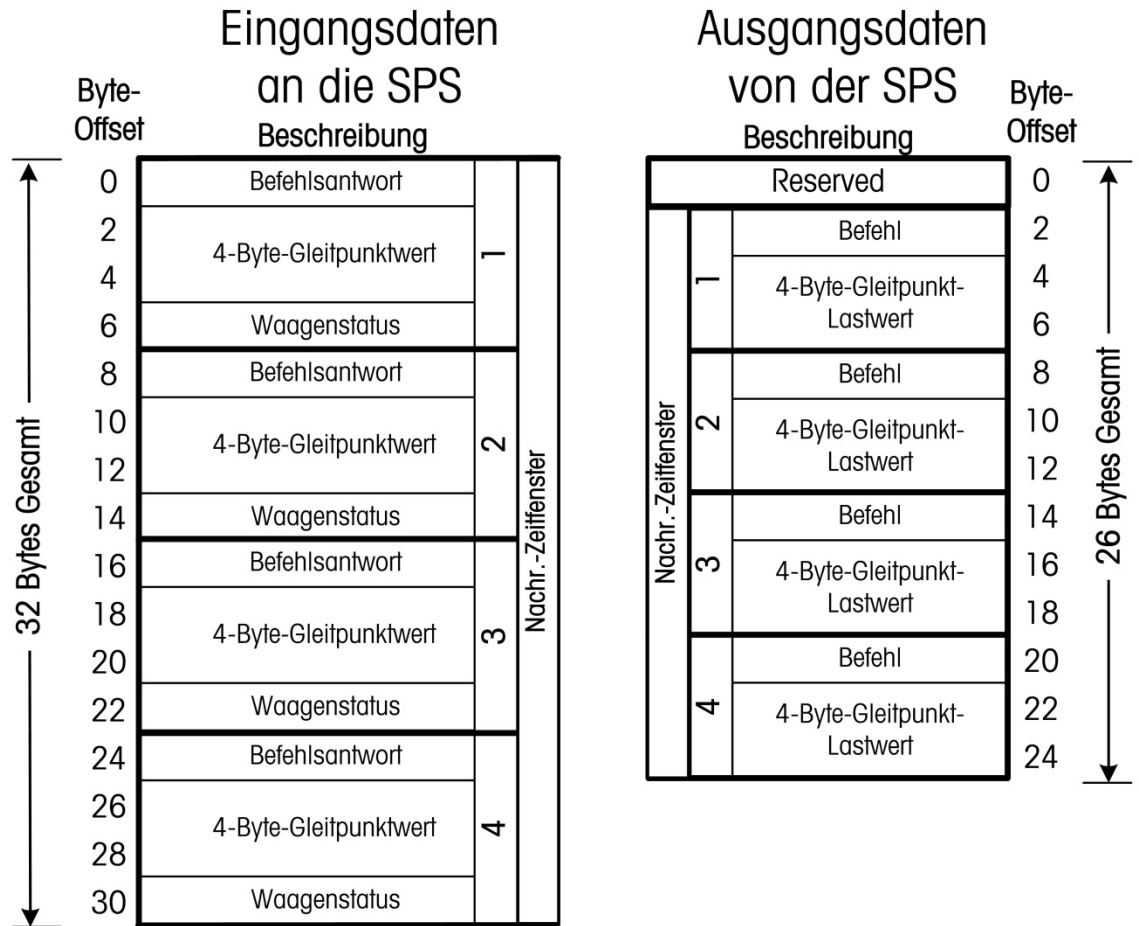 Eingangsdaten
an die SPS
Byte-
Offset
Beschreibung
0
Befehlsantwort
2
4-Byte-Gleitpunktwert
4
6
Waagenstatus
1
8
Befehlsantwort
10
4-Byte-Gleitpunktwert
12
14
Waagenstatus
2
16
Befehlsantwort
18
4-Byte-Gleitpunktwert
20
22
Waagenstatus
3
24
Befehlsantwort
26
4-Byte-Gleitpunktwert
28
30
Waagenstatus
4
32 Bytes Gesamt
Nachr.-Zeitfenster
Ausgangsdaten
von der SPS
Beschreibung
Byte-
Offset
Reserved
0
Nachr.-Zeitfenster
1
Befehl
2
4-Byte-Gleitpunkt-
Lastwert
4
6
2
Befehl
8
4-Byte-Gleitpunkt-
Lastwert
10
12
3
Befehl
14
4-Byte-Gleitpunkt-
Lastwert
16
18
4
Befehl
20
4-Byte-Gleitpunkt-
Lastwert
22
24
26 Bytes Gesamt